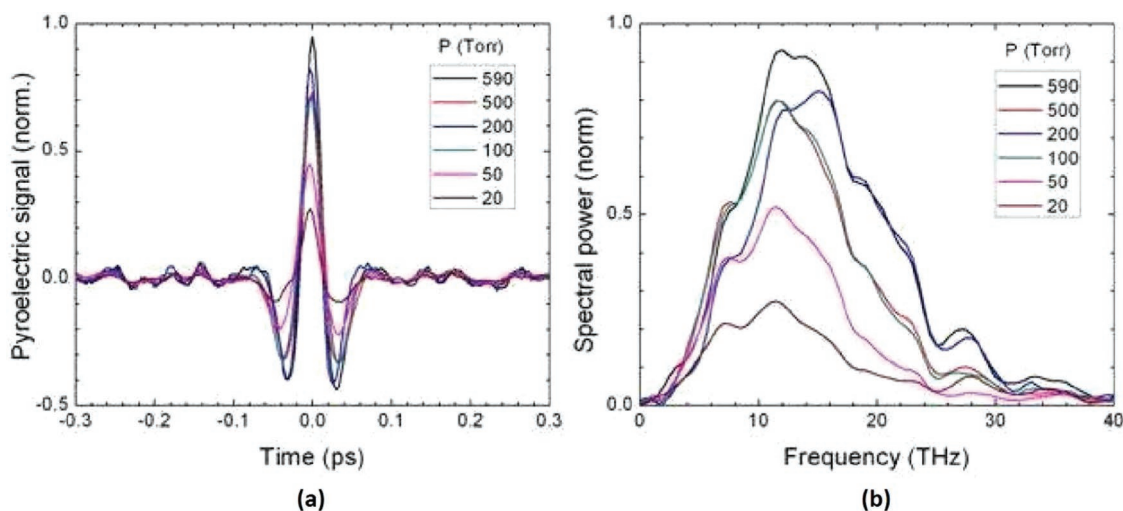 P (Torr)
590
500
200
100
50
20
1.0
0.5
0.0
-0.5
Pyroelectric signal (norm.)
-0.3 -0.2 -0.1 0.0 0.1 0.2 0.3
Time (ps)
(a)
P (Torr)
590
500
200
100
50
20
1.0
0.5
0.0
Spectral power (norm)
0 10 20 30 40
Frequency (THz)
(b)